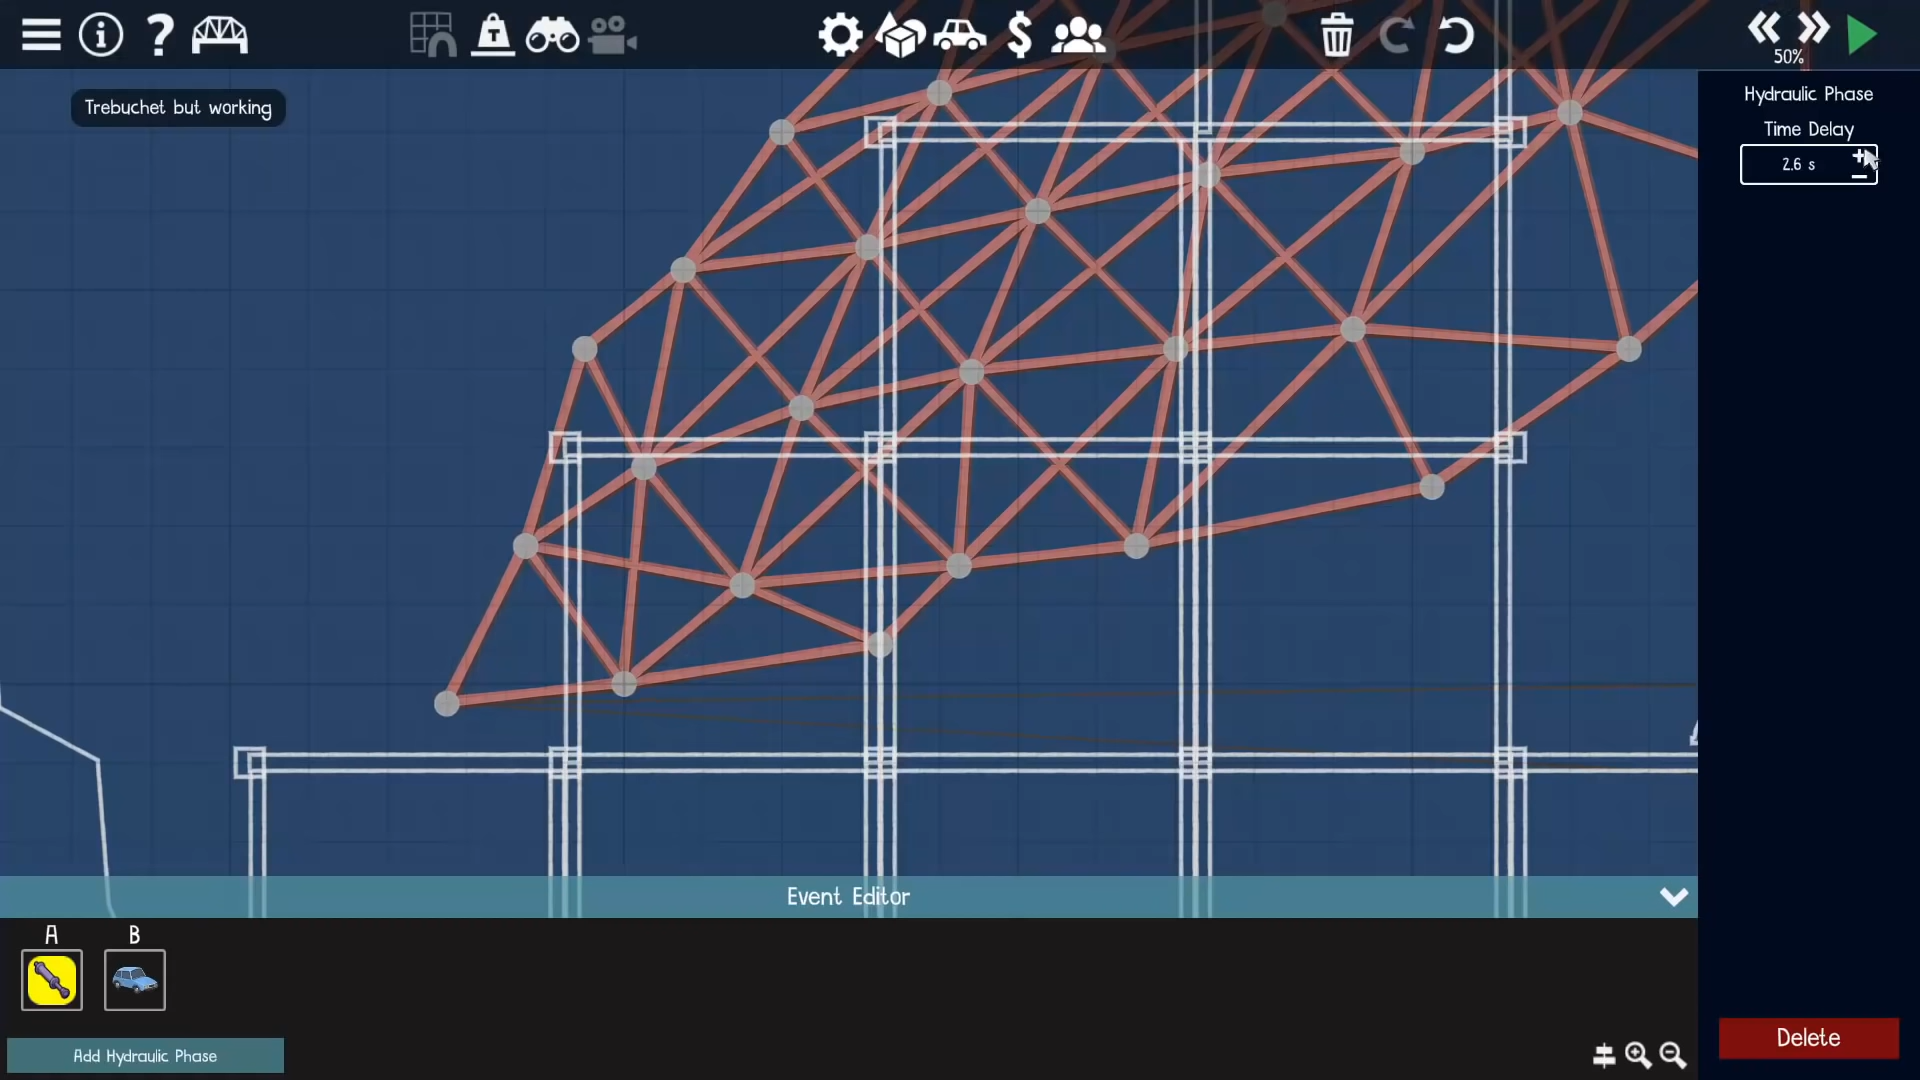 50%
Trebuchet but working
Hydraulic Phase
Time Delay
2.6 s
Event Editor
A
B
Add Hydraulic Phase
Delete